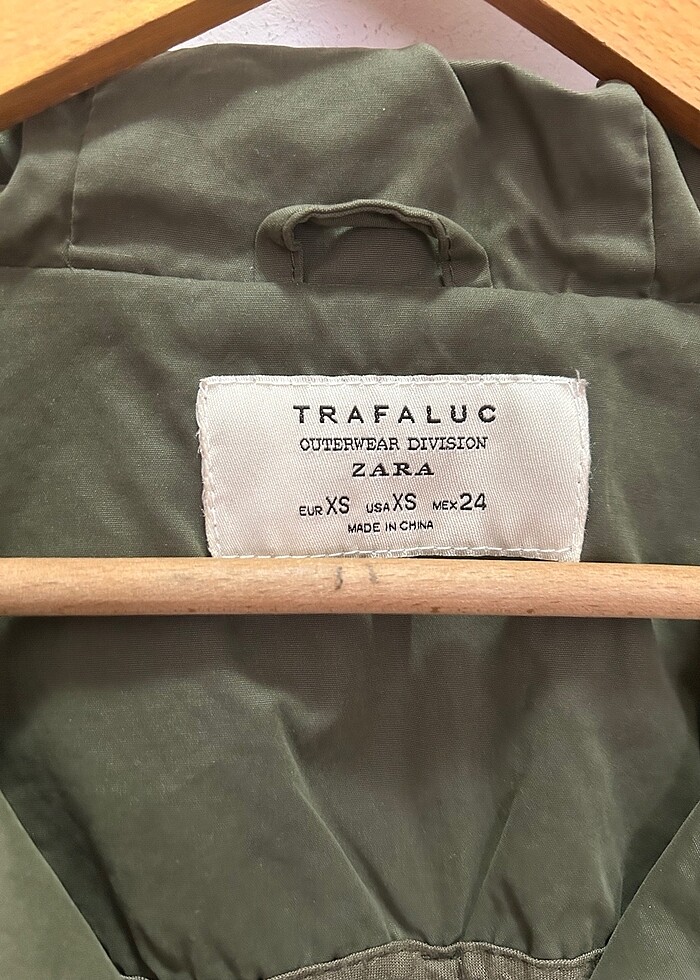 TRAFALUC
OUTERWEAR DIVISION
ZARA
EUR XS USA XS MEX 24
MADE IN CHINA